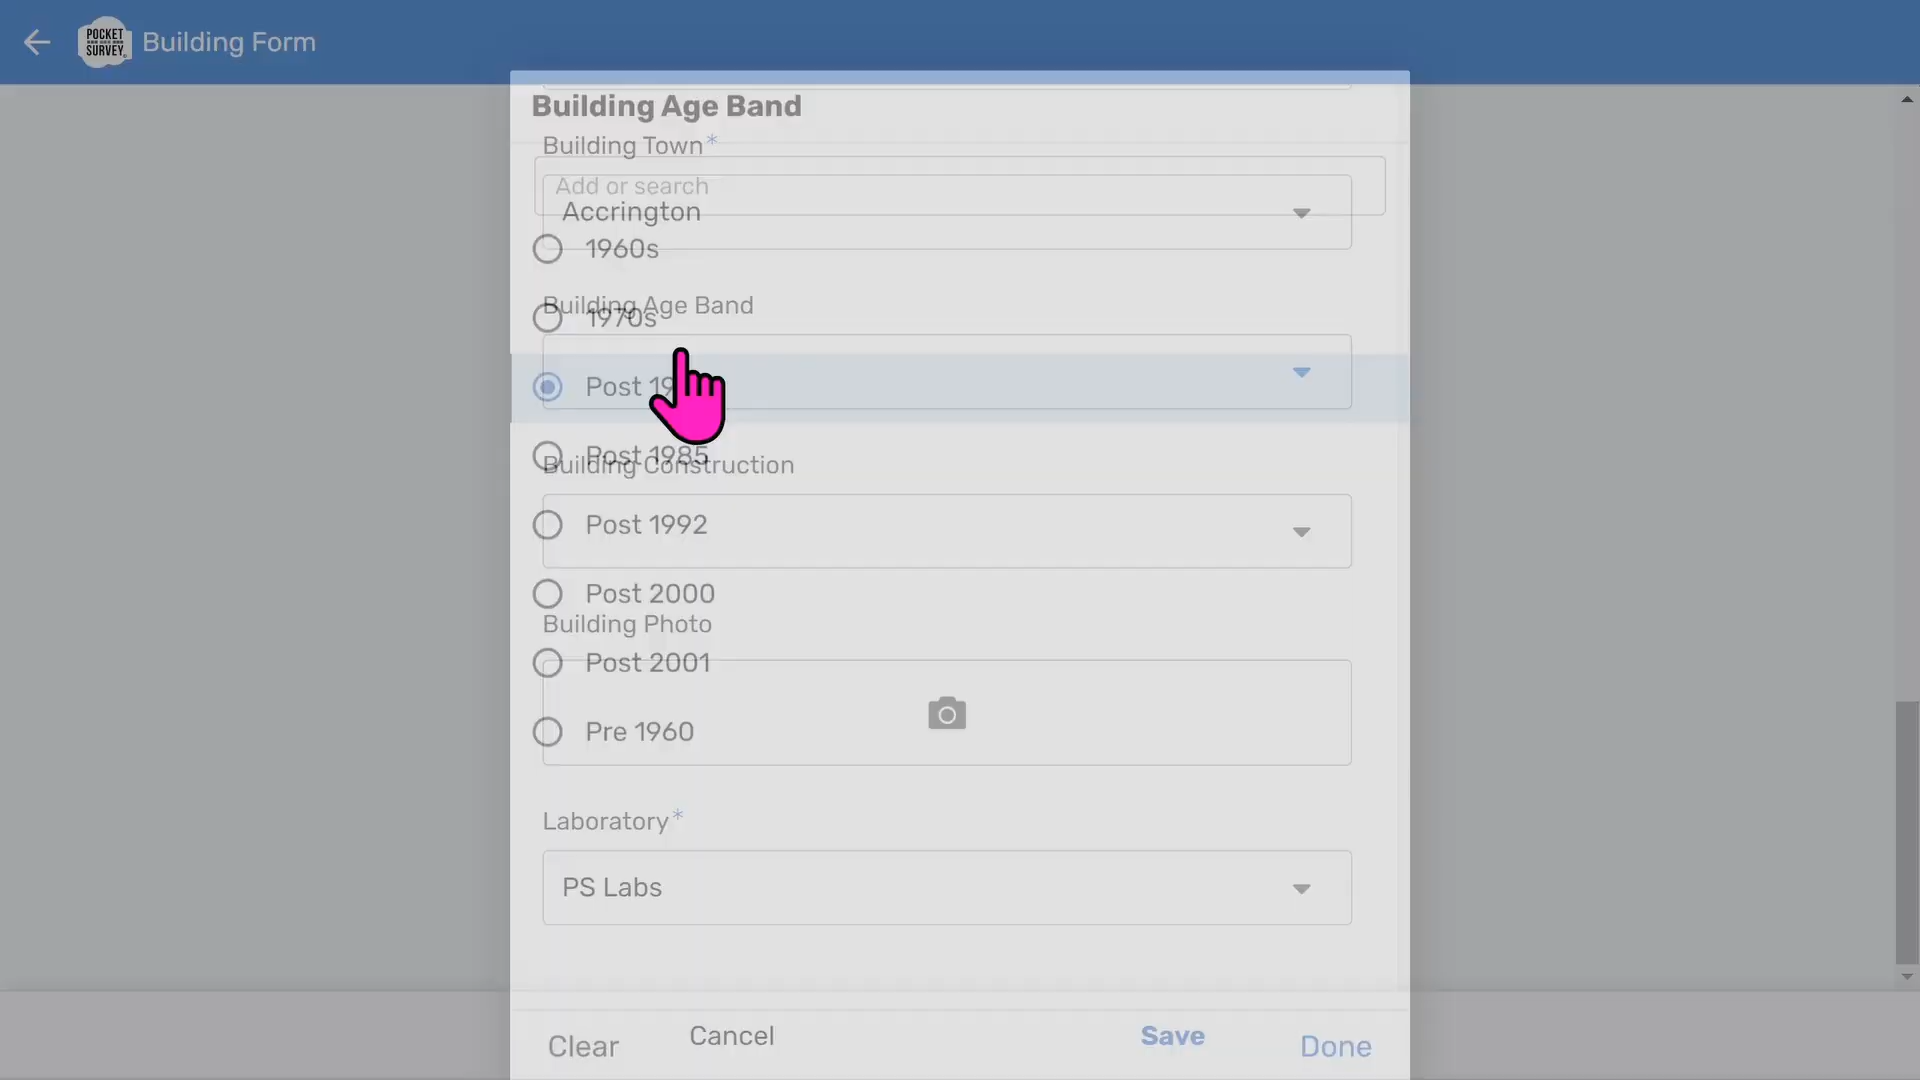 POCKET
SURVEY
Building Form
Building Age Band
Building Town*
Add or search
Accrington
1960s
Building Age Band
1970s
Post
Post 1985
Building Construction
Post 1992
Post 2000
Building Photo
Post 2001
Pre 1960
Laboratory*
PS Labs
Clear
Cancel
Save
Done